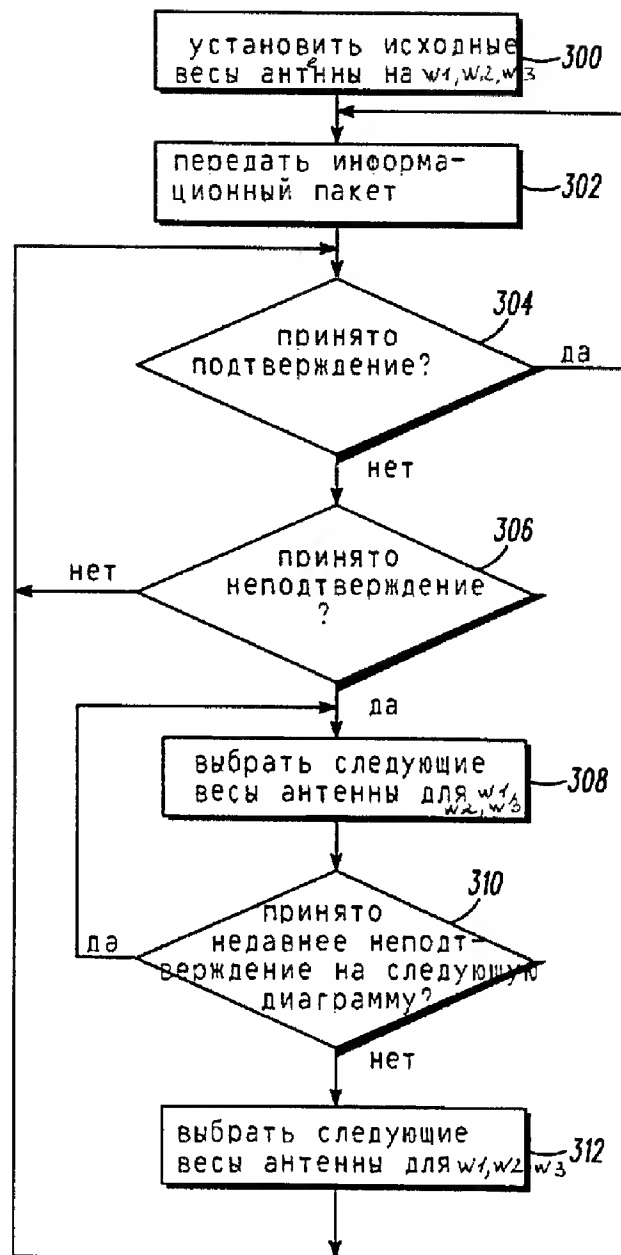 установить исходные
весы антенны на w1, w2, w3
300
передать информа-
ционный пакет
302
304
принято
подтверждение?
да
нет
306
принято
неподтверждение
?
нет
да
выбрать следующие
весы антенны для w1,
w2, w3
308
310
принято
недавнее неподт-
верждение на следующую
диаграмму?
да
нет
выбрать следующие
весы антенны для w1, w2 w3
312